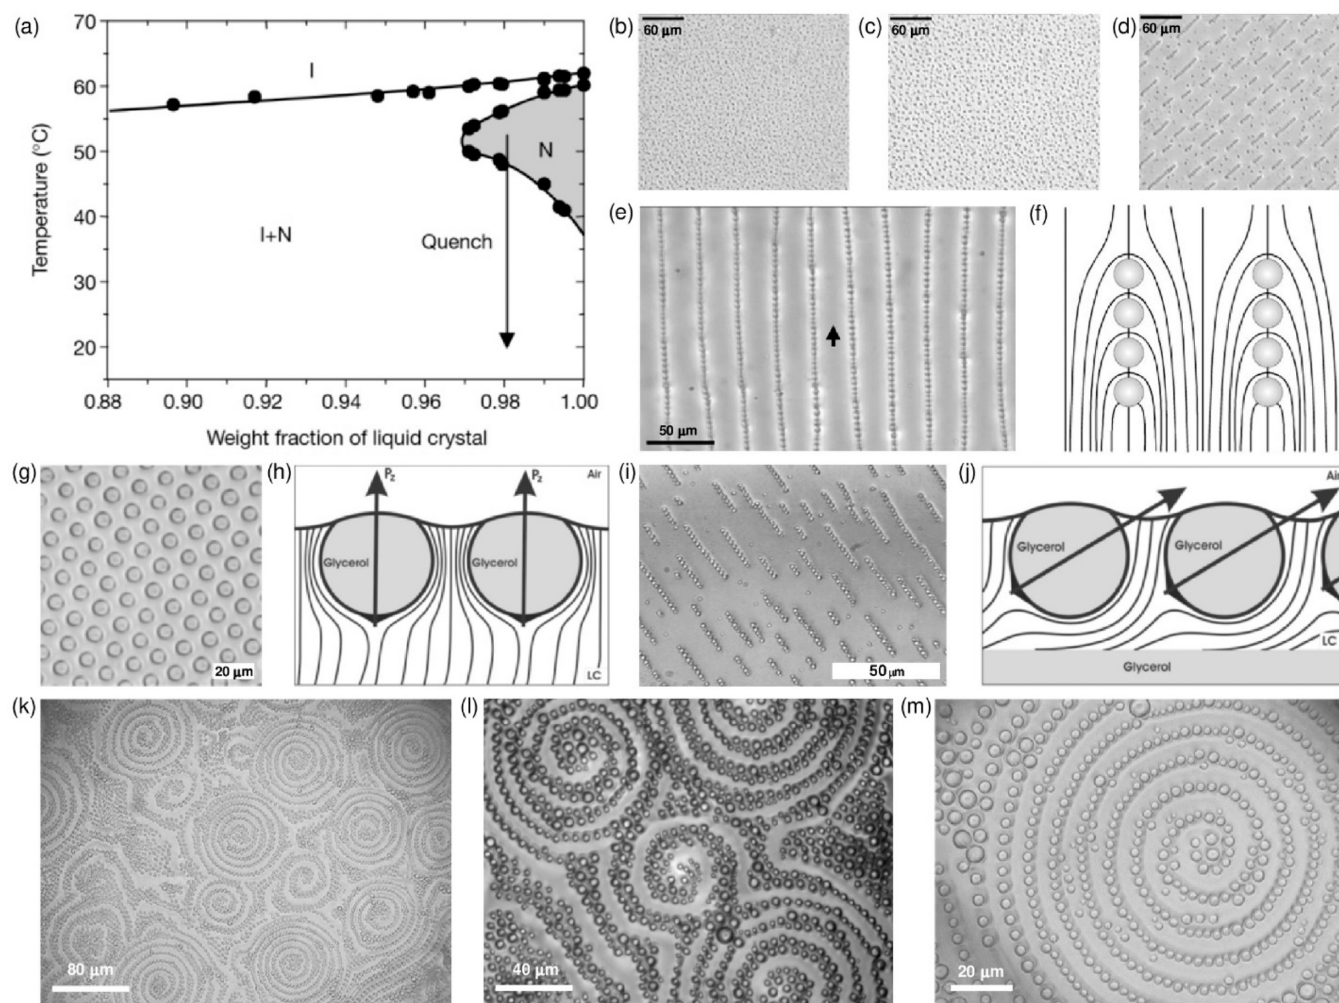 (a)
70
60
50
40
30
20
Temperature (°C)
I
N
I+N
Quench
0.88 0.90 0.92 0.94 0.96 0.98 1.00
Weight fraction of liquid crystal
(b)
60 μm
(c)
60 μm
(d)
60 μm
(e)
50 μm
(f)
(g)
20 μm
(h)
Pz Pz Air
Glycerol Glycerol
LC
(i)
50 μm
(j)
Air
Glycerol Glycerol
LC
Glycerol
(k)
80 μm
(l)
40 μm
(m)
20 μm